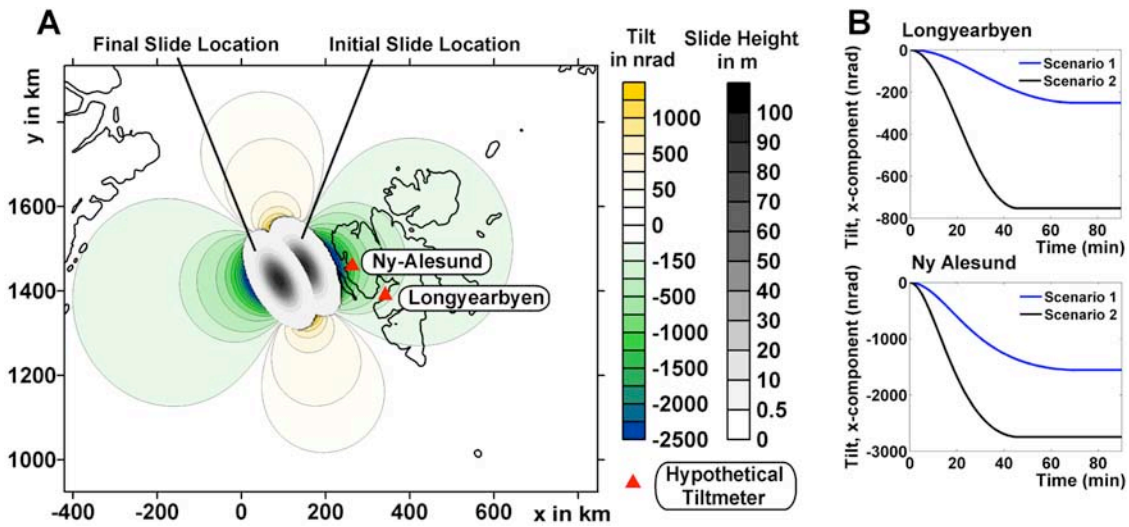 A
Final Slide Location
Initial Slide Location
Tilt in nrad
Slide Height in m
y in km
1600
1400
1200
1000
-400
-200
0
200
400
600
x in km
Ny-Alesund
Longyearbyen
1000
500
50
0
-150
-500
-1000
-1500
-2000
-2500
100
90
80
70
60
50
40
30
20
10
0.5
0
Hypothetical
Tiltmeter
B
Longyearbyen
Tilt, x-component (nrad)
0
-200
-400
-600
-800
Scenario 1
Scenario 2
0
20
40
60
80
Time (min)
Ny Alesund
Tilt, x-component (nrad)
0
-1000
-2000
-3000
Scenario 1
Scenario 2
0
20
40
60
80
Time (min)